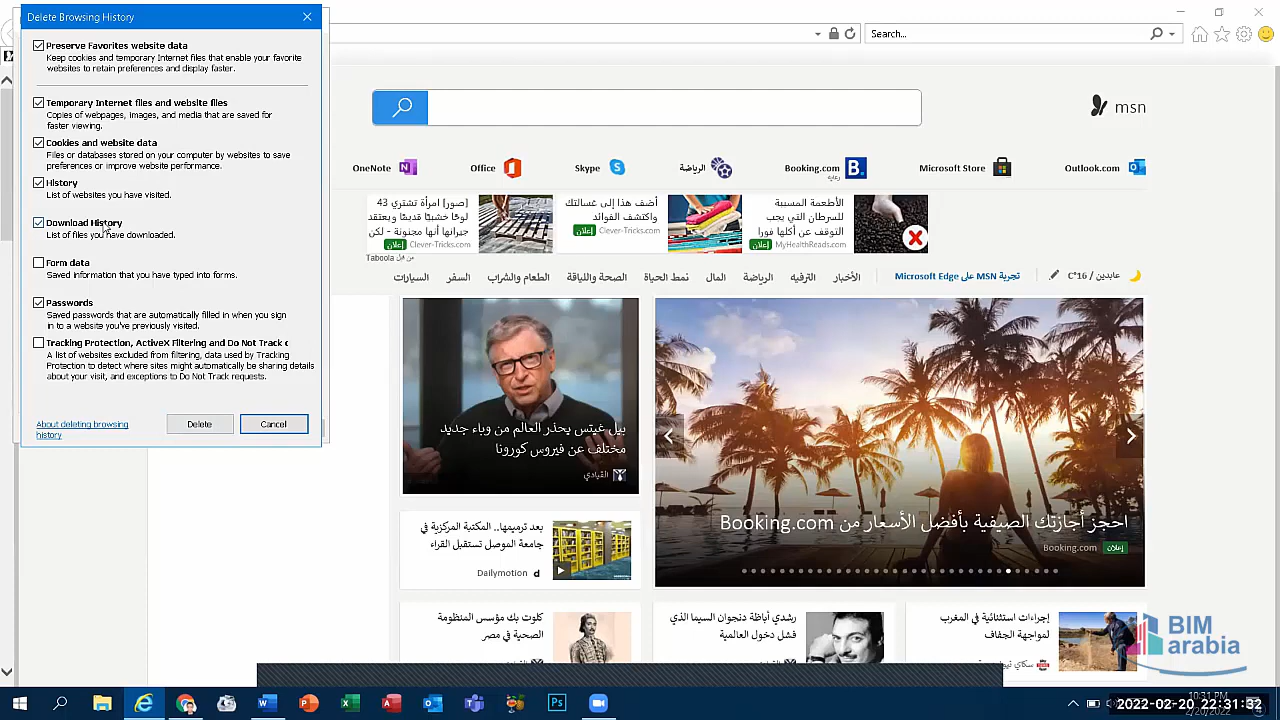 Delete Browsing History
Preserve Favorites website data
Keep cookies and temporary Internet files that enable your favorite
websites to retain preferences and display faster.
Temporary Internet files and website files
Copies of webpages, images, and media that are saved for
faster viewing.
Cookies and website data
Files or databases stored on your computer by websites to save
preferences or improve website performance.
History
List of websites you have visited.
Download History
List of files you have downloaded.
Form data
Saved information that you have typed into forms.
Passwords
Saved passwords that are automatically filled in when you sign
in to a website you've previously visited.
Tracking Protection, ActiveX Filtering and Do Not Track
A list of websites excluded from filtering, data used by Tracking
Protection to detect where sites might automatically be sharing details
about your visit, and exceptions to Do Not Track requests.
About deleting browsing
history
Delete
Cancel
Search...
msn
OneNote
Office
Skype
الرياضة
Booking.com
رعاية
Microsoft Store
Outlook.com
[صور] امرأة تشتري 43
لوحًا خشبيًا قديمًا ويعتقد
أجرانها أنها مجنونة - لكن
إعلان Clever-Tricks.com
أضف هذا إلى غسالتك
واكتشف الفوائد
إعلان Clever-Tricks.com
الأطعمة المسببة
للسرطان التي يجب
التوقف عن أكلها فورا
إعلان MyHealthReads.com
من قبل Taboola
الأخبار
الترفيه
الرياضة
المال
نمط الحياة
الصحة واللياقة
الطعام والشراب
السفر
السيارات
تجربة MSN على Microsoft Edge
عابدين / 16°C
بيل غيتس يحذر العالم من وباء جديد
مختلف عن فيروس كورونا
القيادي
احجز أجازتك الصيفية بأفضل الأسعار من Booking.com
إعلان Booking.com
بعد ترميمها.. المكتبة المركزية في
جامعة الموصل تستقبل القراء
Dailymotion
كلوت بك مؤسس المنظومة
الصحية في مصر
القيادي
رشدي أباظة دنجوان السينما الذي
فشل دخول العالمية
القيادي
إجراءات استثنائية في المغرب
لمواجهة الجفاف
BIM
arabia
10:31 PM
2022-02-20 22:31:32